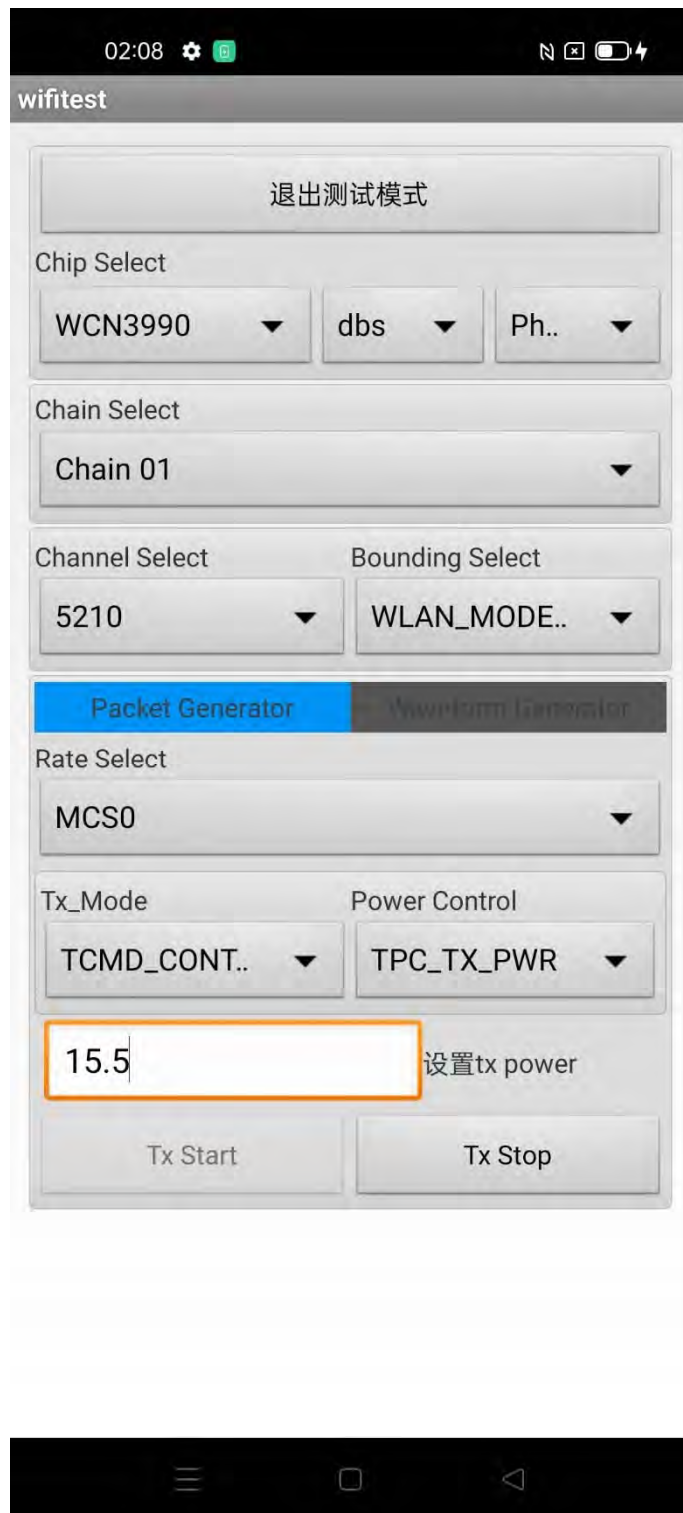 02:08
wifitest
退出测试模式
Chip Select
WCN3990 dbs Ph..
Chain Select
Chain 01
Channel Select Bounding Select
5210 WLAN_MODE..
Packet Generator Waveform Generator
Rate Select
MCS0
Tx_Mode Power Control
TCMD_CONT.. TPC_TX_PWR
15.5 设置tx power
Tx Start Tx Stop